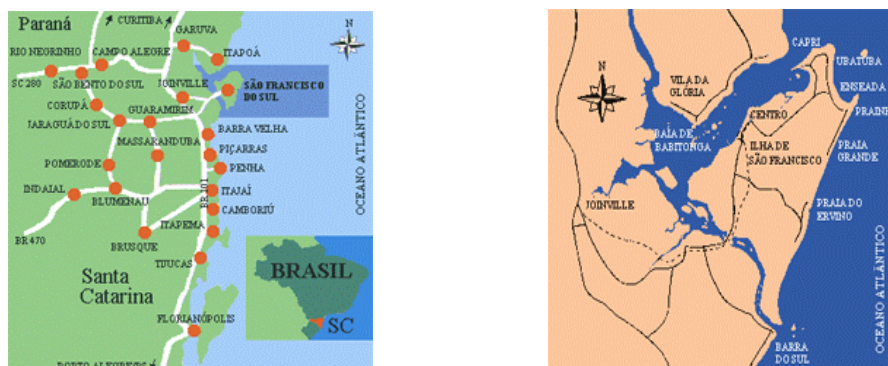 Paraná
CURITIBA
N
GARUVA
RIO NEGRINHO
CAMPO ALEGRE
ITAPOÁ
SC 280
SÃO BENTO DO SUL
JOINVILLE
SÃO FRANCISCO
DO SUL
CORUPÁ
GUARAMIRIM
JARAGUÁ DO SUL
BARRA VELHA
MASSARANDUBA
PIÇARRAS
POMERODE
PENHA
INDAIAL
BR 101
ITAJAÍ
BLUMENAU
CAMBORIÚ
ITAPEMA
BR 470
BRUSQUE
OCEANO ATLÂNTICO
TIJUCAS
Santa
Catarina
BRASIL
SC
FLORIANÓPOLIS
CAPRI
UBATUBA
N
VILA DA
GLÓRIA
ENSEADA
CENTRO
PRAINH
BAÍA DE
BABITONGA
ILHA DE
SÃO FRANCISCO
PRAIA
GRANDE
JOINVILLE
PRAIA DO
ERVINO
OCEANO ATLÂNTICO
BARRA
DO SUL